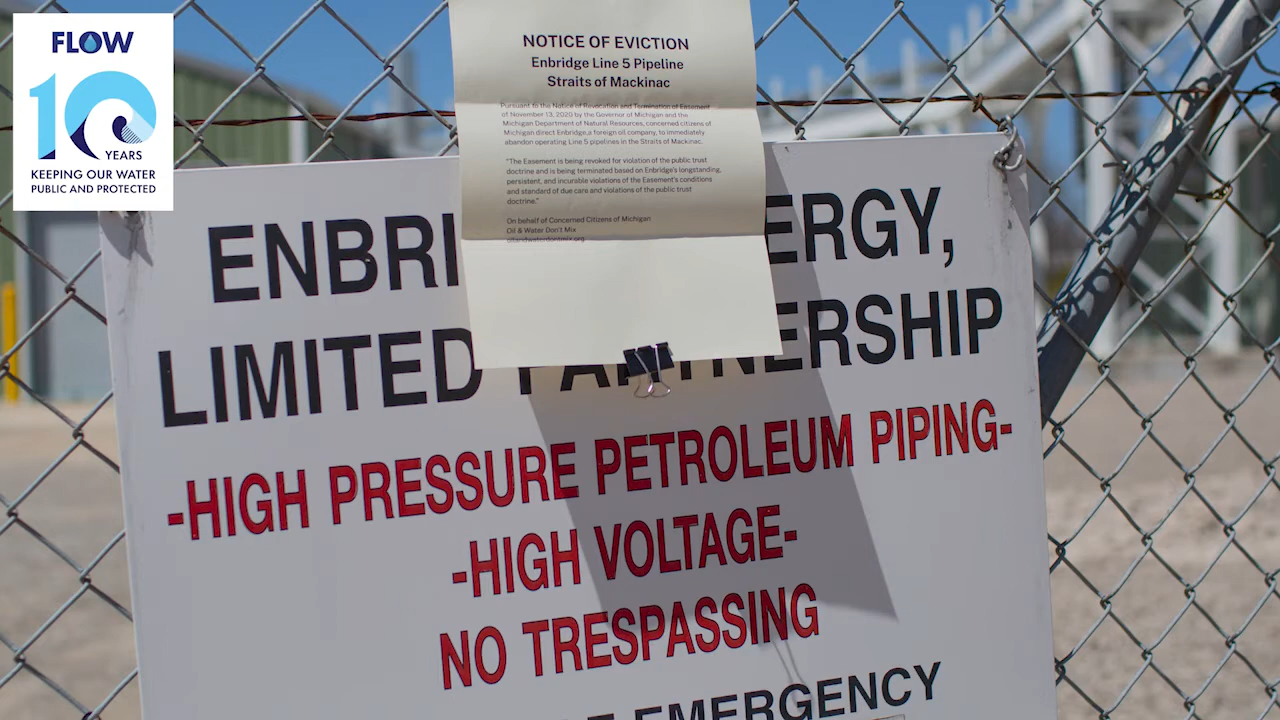 FLOW
10
YEARS
KEEPING OUR WATER
PUBLIC AND PROTECTED
NOTICE OF EVICTION
Enbridge Line 5 Pipeline
Straits of Mackinac
Pursuant to the Notice of Revocation and Termination of Easement
of November 13, 2020 by the Governor of Michigan and the
Michigan Department of Natural Resources, concerned citizens of
Michigan direct Enbridge,a foreign oil company, to immediately
abandon operating Line 5 pipelines in the Straits of Mackinac.
"The Easement is being revoked for violation of the public trust
doctrine and is being terminated based on Enbridge's longstanding,
persistent, and incurable violations of the Easement's conditions
and standard of due care and violations of the public trust
doctrine."
On behalf of Concerned Citizens of Michigan
Oil & Water Don't Mix
oilandwaterdontmix.org
ENBRI ERGY,
LIMITED PARTNERSHIP
-HIGH PRESSURE PETROLEUM PIPING-
-HIGH VOLTAGE-
NO TRESPASSING
EMERGENCY